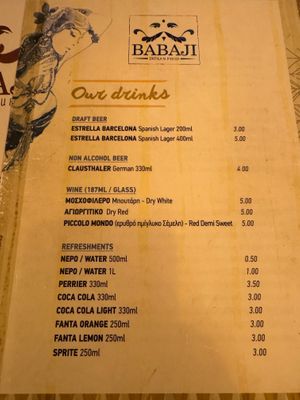 BABAJI
INDIAN FOOD
Our drinks
DRAFT BEER
ESTRELLA BARCELONA Spanish Lager 200ml 3.00
ESTRELLA BARCELONA Spanish Lager 400ml 5.00
NON ALCOHOL BEER
CLAUSTHALER German 330ml 4.00
WINE (187ML / GLASS)
ΜΟΣΧΟΦΙΛΕΡΟ Μπουτάρη - Dry White 5.00
ΑΓΙΩΡΓΙΤΙΚΟ Dry Red 5.00
PICCOLO MONDO (ερυθρό ημίγλυκο Σέμελη) - Red Demi Sweet 5.00
REFRESHMENTS
ΝΕΡΟ / WATER 500ml 0.50
ΝΕΡΟ / WATER 1L 1.00
PERRIER 330ml 3.50
COCA COLA 330ml 3.00
COCA COLA LIGHT 330ml 3.00
FANTA ORANGE 250ml 3.00
FANTA LEMON 250ml 3.00
SPRITE 250ml 3.00